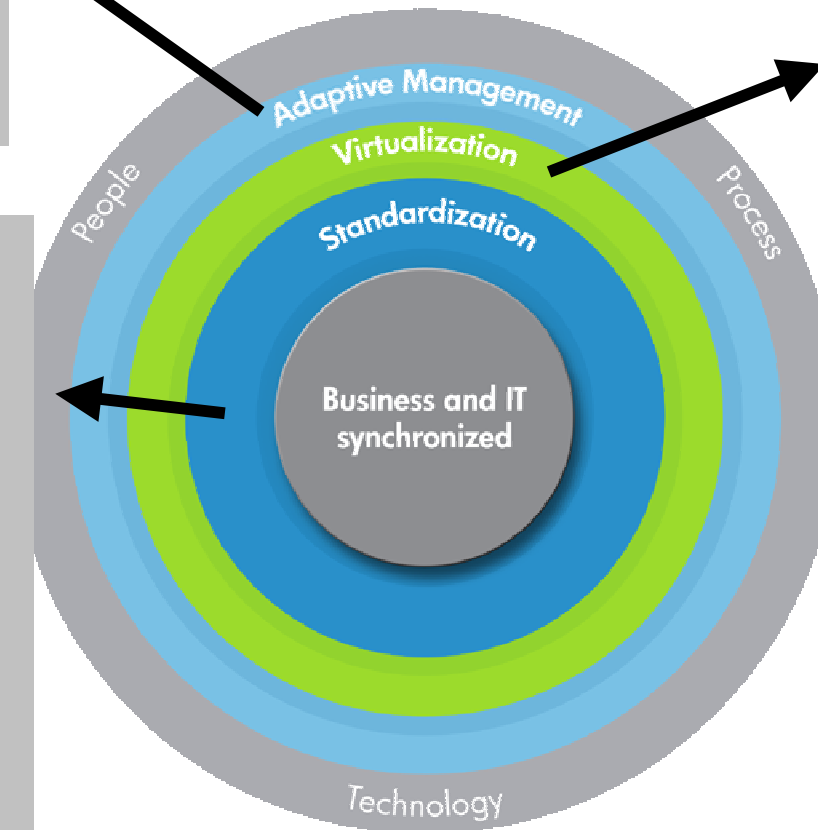 Adaptive Management
Virtualization
People
Process
Standardization
Business and IT
synchronized
Technology